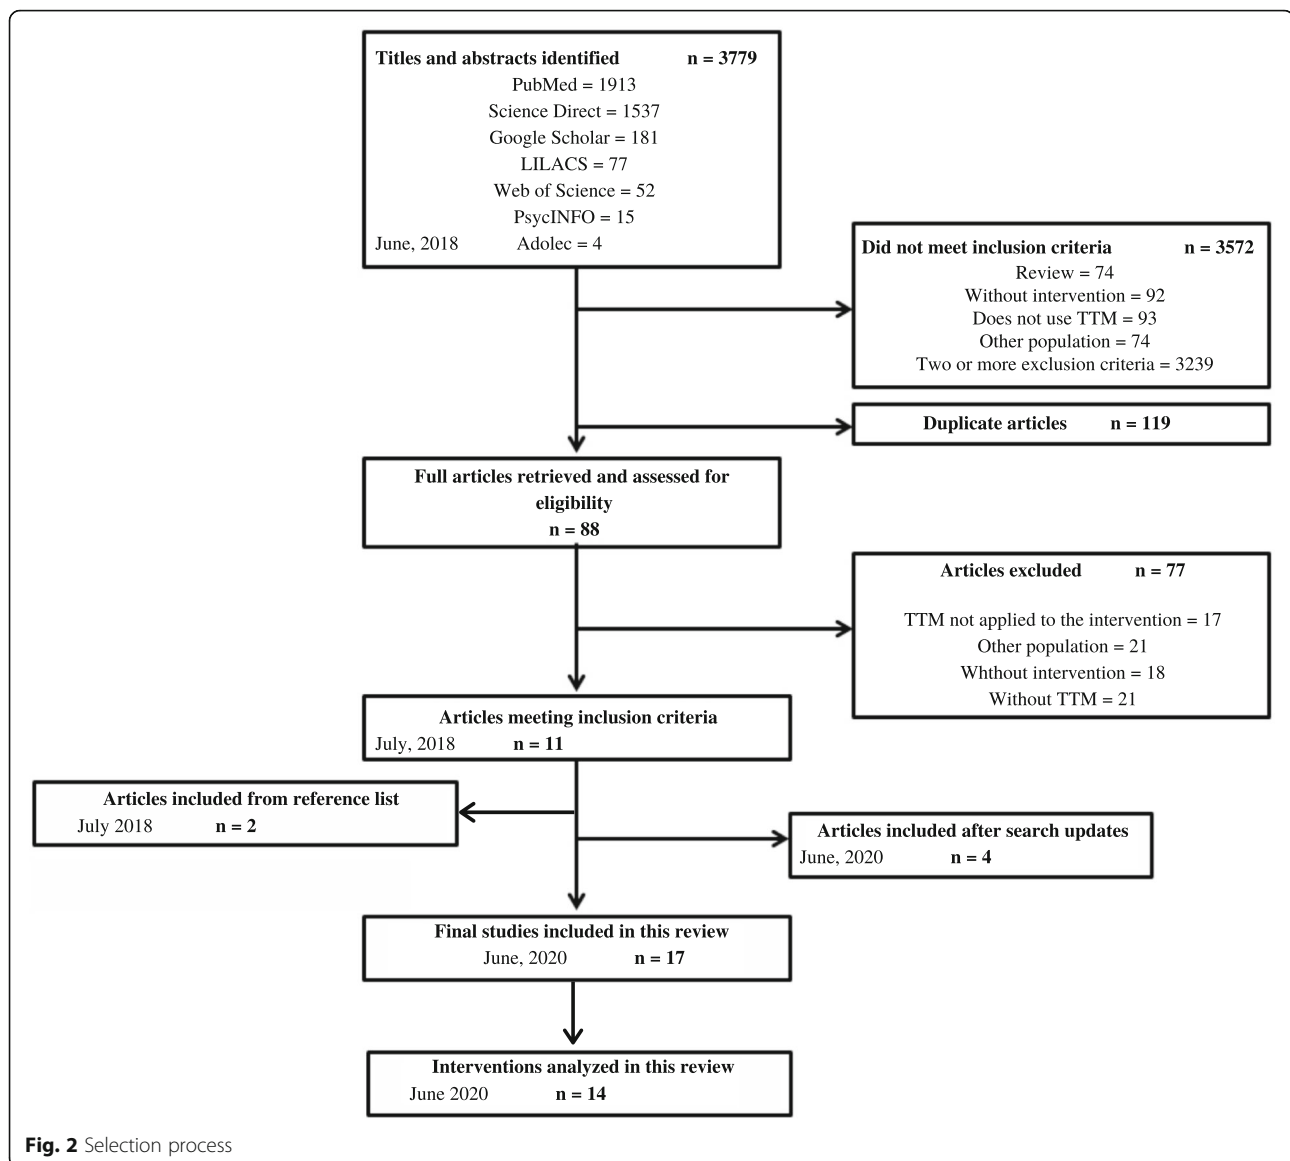 Titles and abstracts identified n = 3779
PubMed = 1913
Science Direct = 1537
Google Scholar = 181
LILACS = 77
Web of Science = 52
PsycINFO = 15
June, 2018 Adolec = 4
Did not meet inclusion criteria n = 3572
Review = 74
Without intervention = 92
Does not use TTM = 93
Other population = 74
Two or more exclusion criteria = 3239
Duplicate articles n = 119
Full articles retrieved and assessed for
eligibility
n = 88
Articles excluded n = 77
TTM not applied to the intervention = 17
Other population = 21
Whthout intervention = 18
Without TTM = 21
Articles meeting inclusion criteria
July, 2018 n = 11
Articles included from reference list
July 2018 n = 2
Articles included after search updates
June, 2020 n = 4
Final studies included in this review
June, 2020 n = 17
Interventions analyzed in this review
June 2020 n = 14
Fig. 2 Selection process